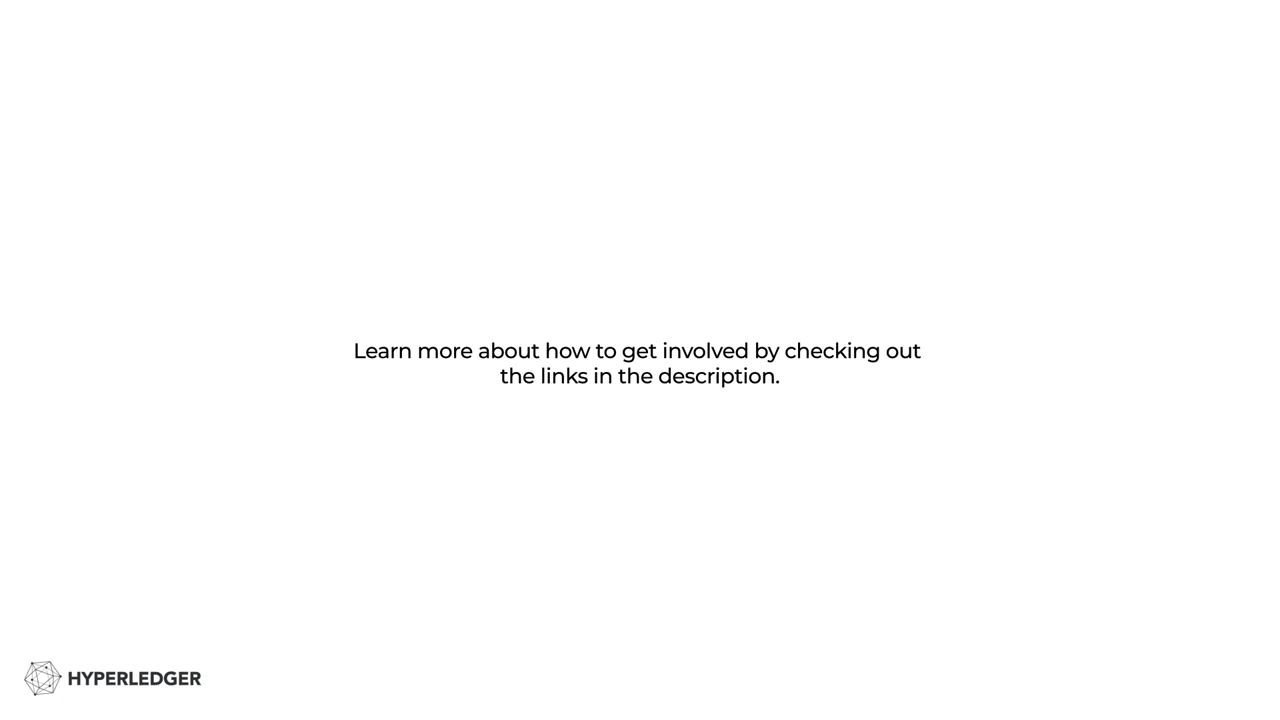 Learn more about how to get involved by checking out
the links in the description.
HYPERLEDGER